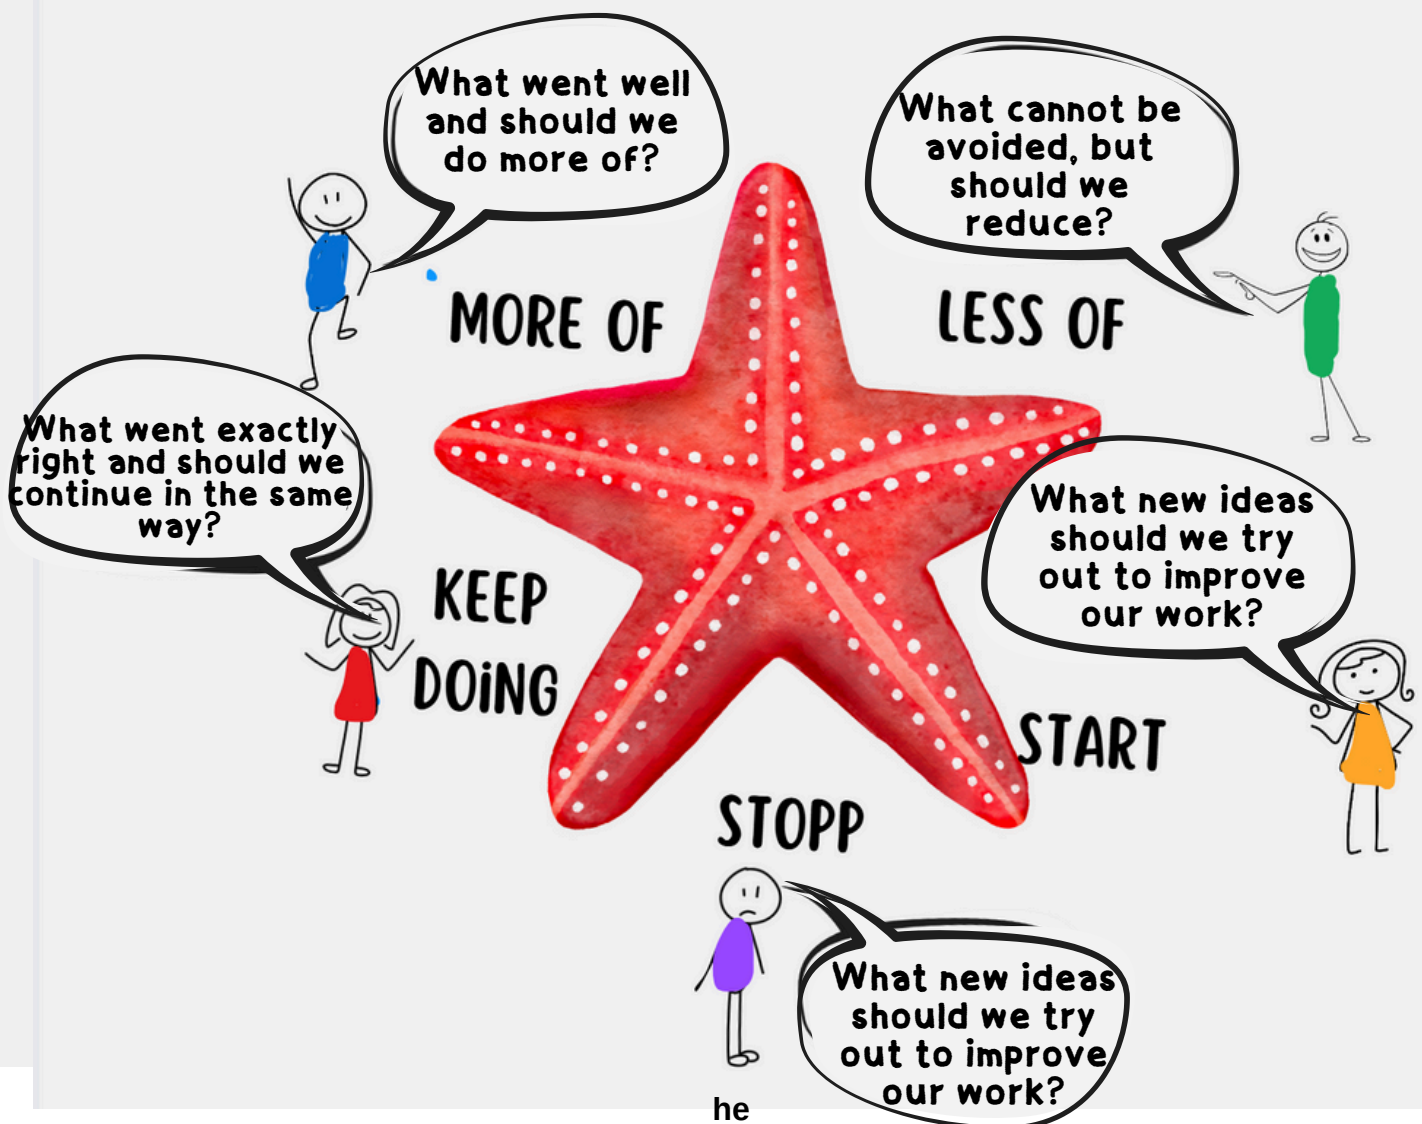 What went well
and should we
do more of?
What cannot be
avoided, but
should we
reduce?
MORE OF
LESS OF
What went exactly
right and should we
continue in the same
way?
What new ideas
should we try
out to improve
our work?
KEEP
DOiNG
START
STOPP
What new ideas
should we try
out to improve
our work?
he